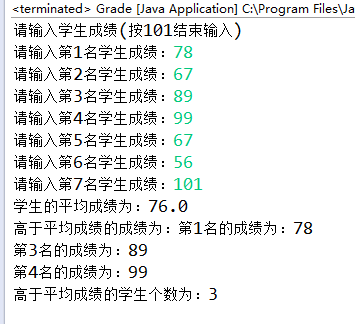 <terminated> Grade [Java Application] C:\Program Files\Ja
请输入学生成绩(按101结束输入)
请输入第1名学生成绩：78
请输入第2名学生成绩：67
请输入第3名学生成绩：89
请输入第4名学生成绩：99
请输入第5名学生成绩：67
请输入第6名学生成绩：56
请输入第7名学生成绩：101
学生的平均成绩为：76.0
高于平均成绩的成绩为：第1名的成绩为：78
第3名的成绩为：89
第4名的成绩为：99
高于平均成绩的学生个数为：3